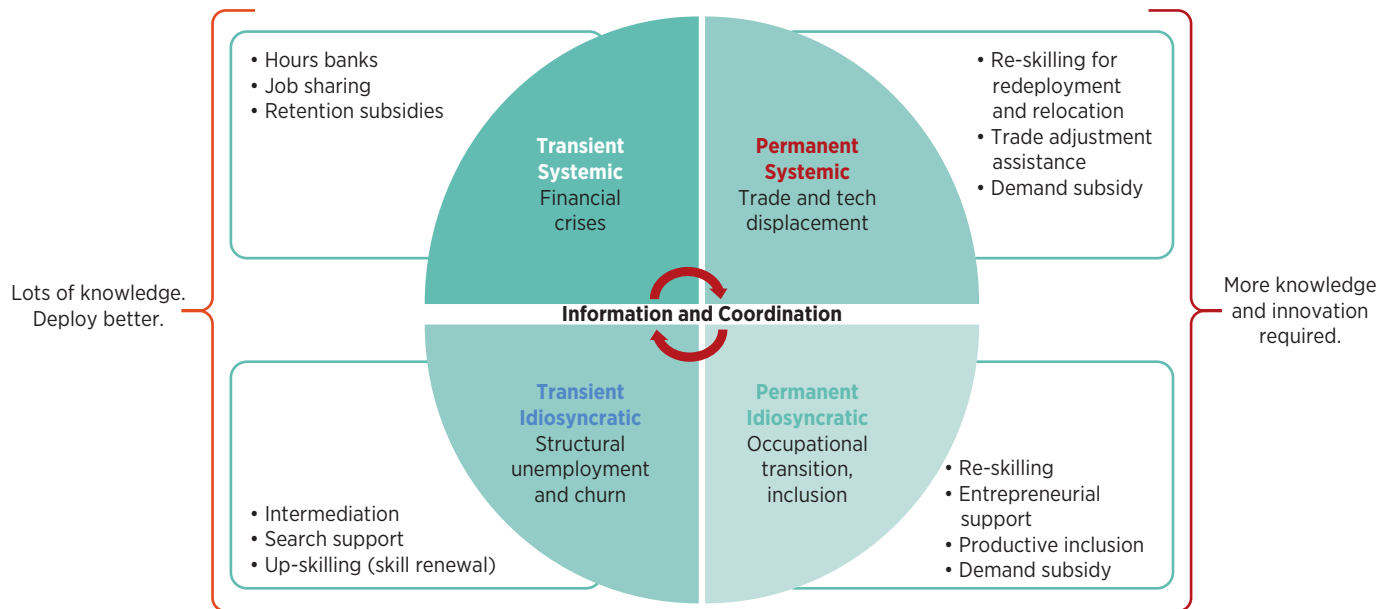 • Hours banks
• Job sharing
• Retention subsidies
Transient
Systemic
Financial
crises
Permanent
Systemic
Trade and tech
displacement
• Re-skilling for
redeployment
and relocation
• Trade adjustment
assistance
• Demand subsidy
Lots of knowledge.
Deploy better.
Information and Coordination
More knowledge
and innovation
required.
• Intermediation
• Search support
• Up-skilling (skill renewal)
Transient
Idiosyncratic
Structural
unemployment
and churn
Permanent
Idiosyncratic
Occupational
transition,
inclusion
• Re-skilling
• Entrepreneurial
support
• Productive inclusion
• Demand subsidy